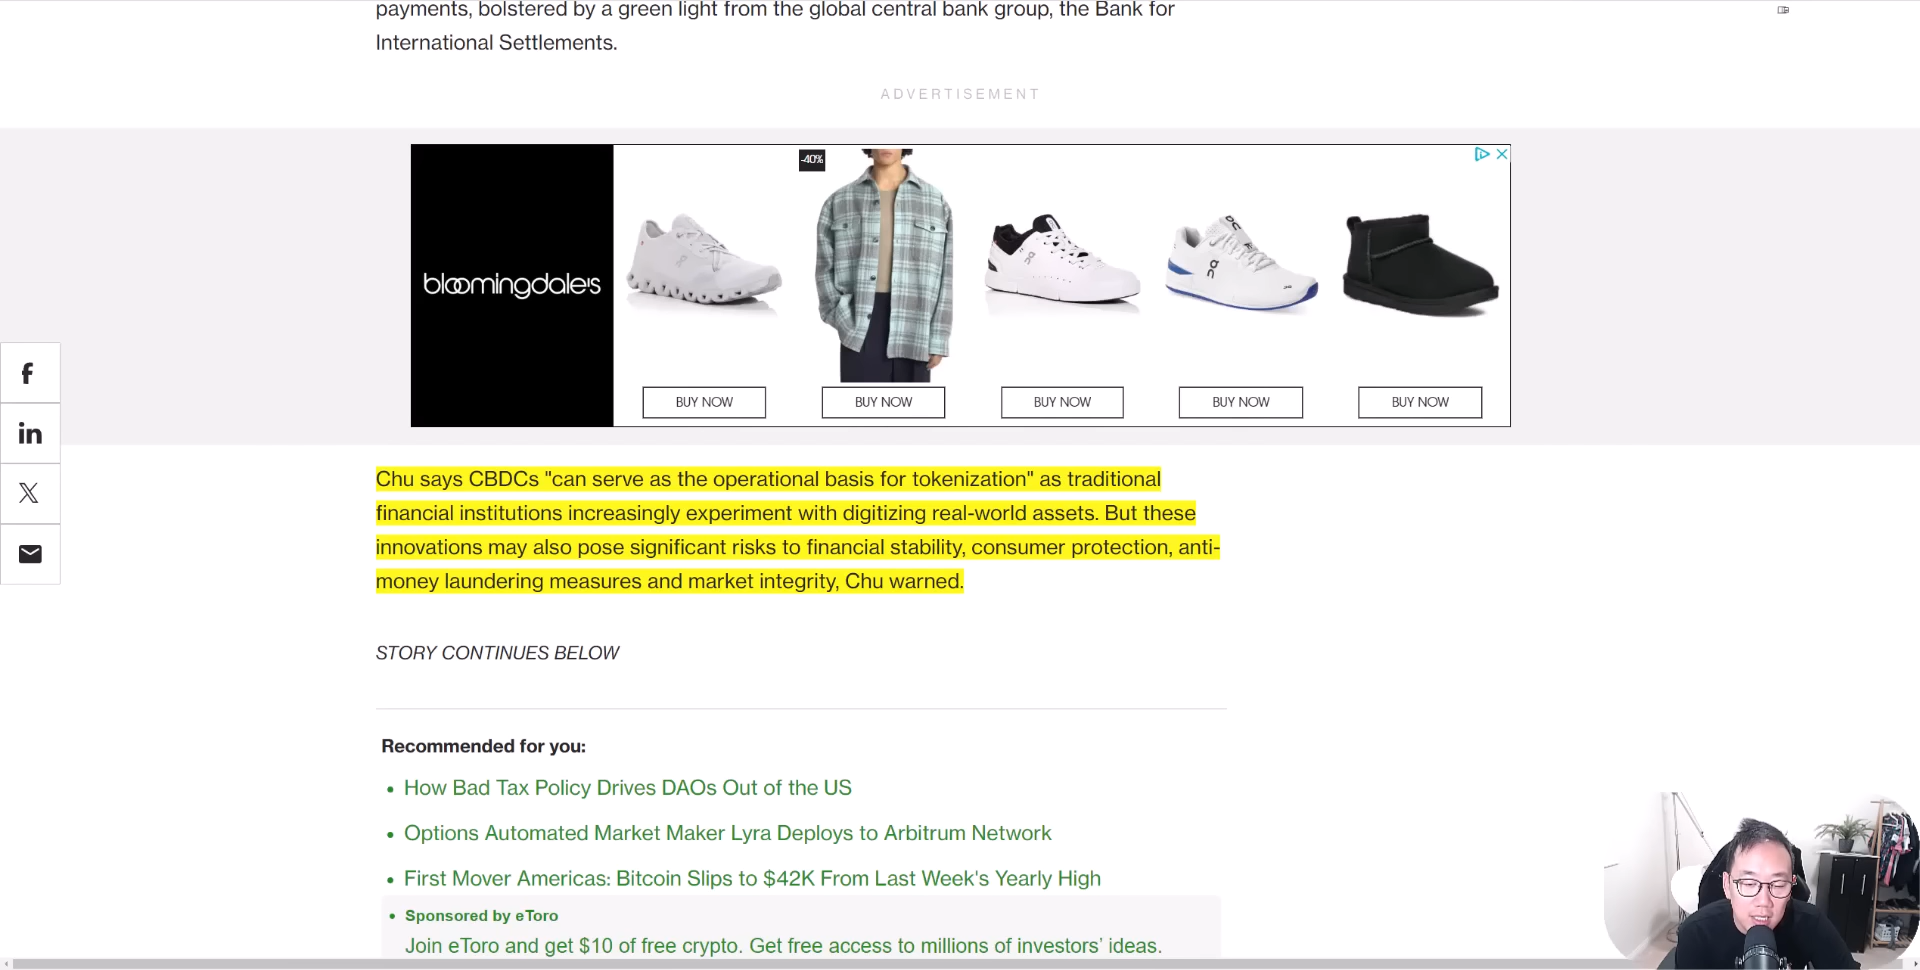 payments, bolstered by a green light from the global central bank group, the Bank for
International Settlements.
ADVERTISEMENT
-40%
bloomingdale's
BUY NOW
BUY NOW
BUY NOW
BUY NOW
BUY NOW
f
in
X
Chu says CBDCs "can serve as the operational basis for tokenization" as traditional
financial institutions increasingly experiment with digitizing real-world assets. But these
innovations may also pose significant risks to financial stability, consumer protection, anti-
money laundering measures and market integrity, Chu warned.
STORY CONTINUES BELOW
Recommended for you:
• How Bad Tax Policy Drives DAOs Out of the US
• Options Automated Market Maker Lyra Deploys to Arbitrum Network
• First Mover Americas: Bitcoin Slips to $42K From Last Week's Yearly High
• Sponsored by eToro
Join eToro and get $10 of free crypto. Get free access to millions of investors' ideas.